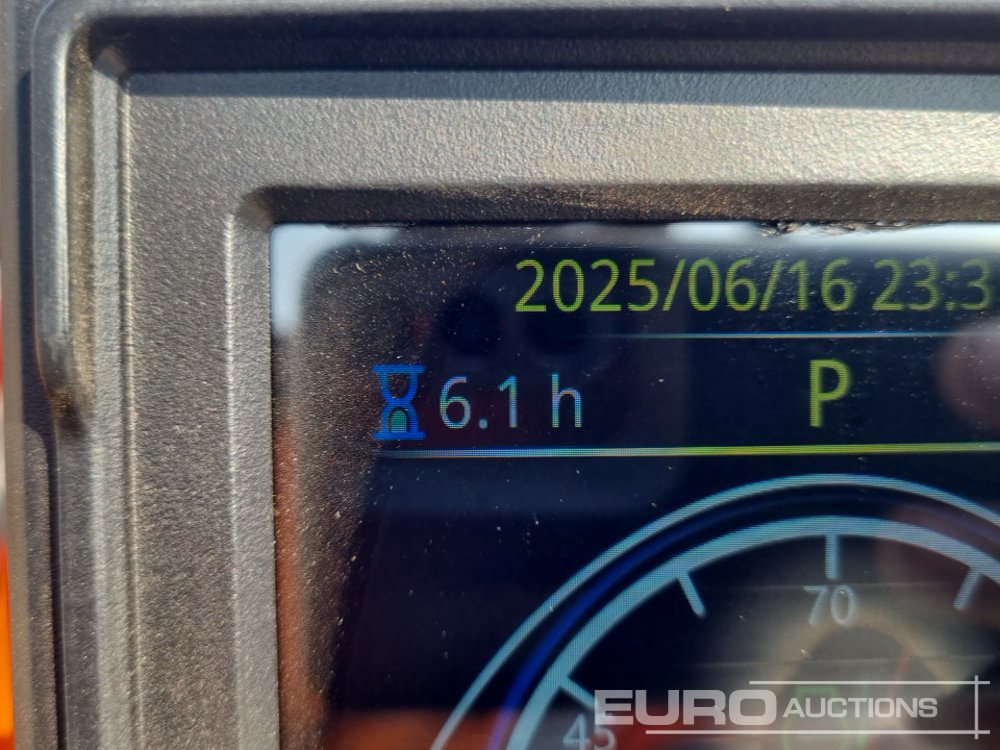 2025/06/16 23:3
6.1 h
P
70
45
EURO AUCTIONS